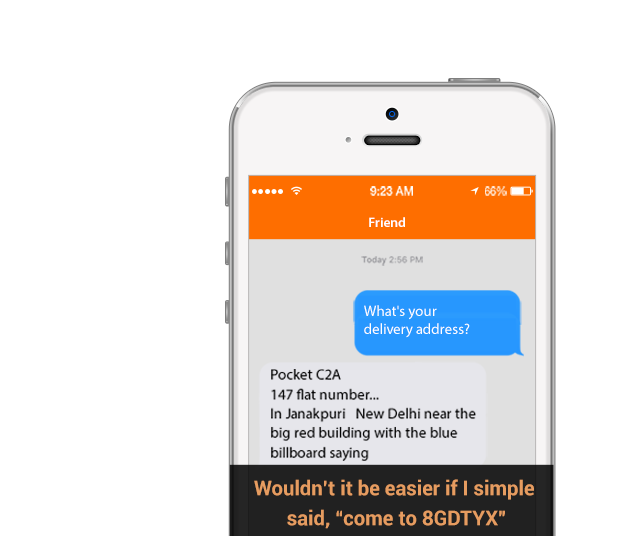 9:23 AM
66%
Friend
Today 2:56 PM
What's your
delivery address?
Pocket C2A
147 flat number...
In Janakpuri New Delhi near the
big red building with the blue
billboard saying
Wouldn't it be easier if I simple
said, “come to 8GDTYX”